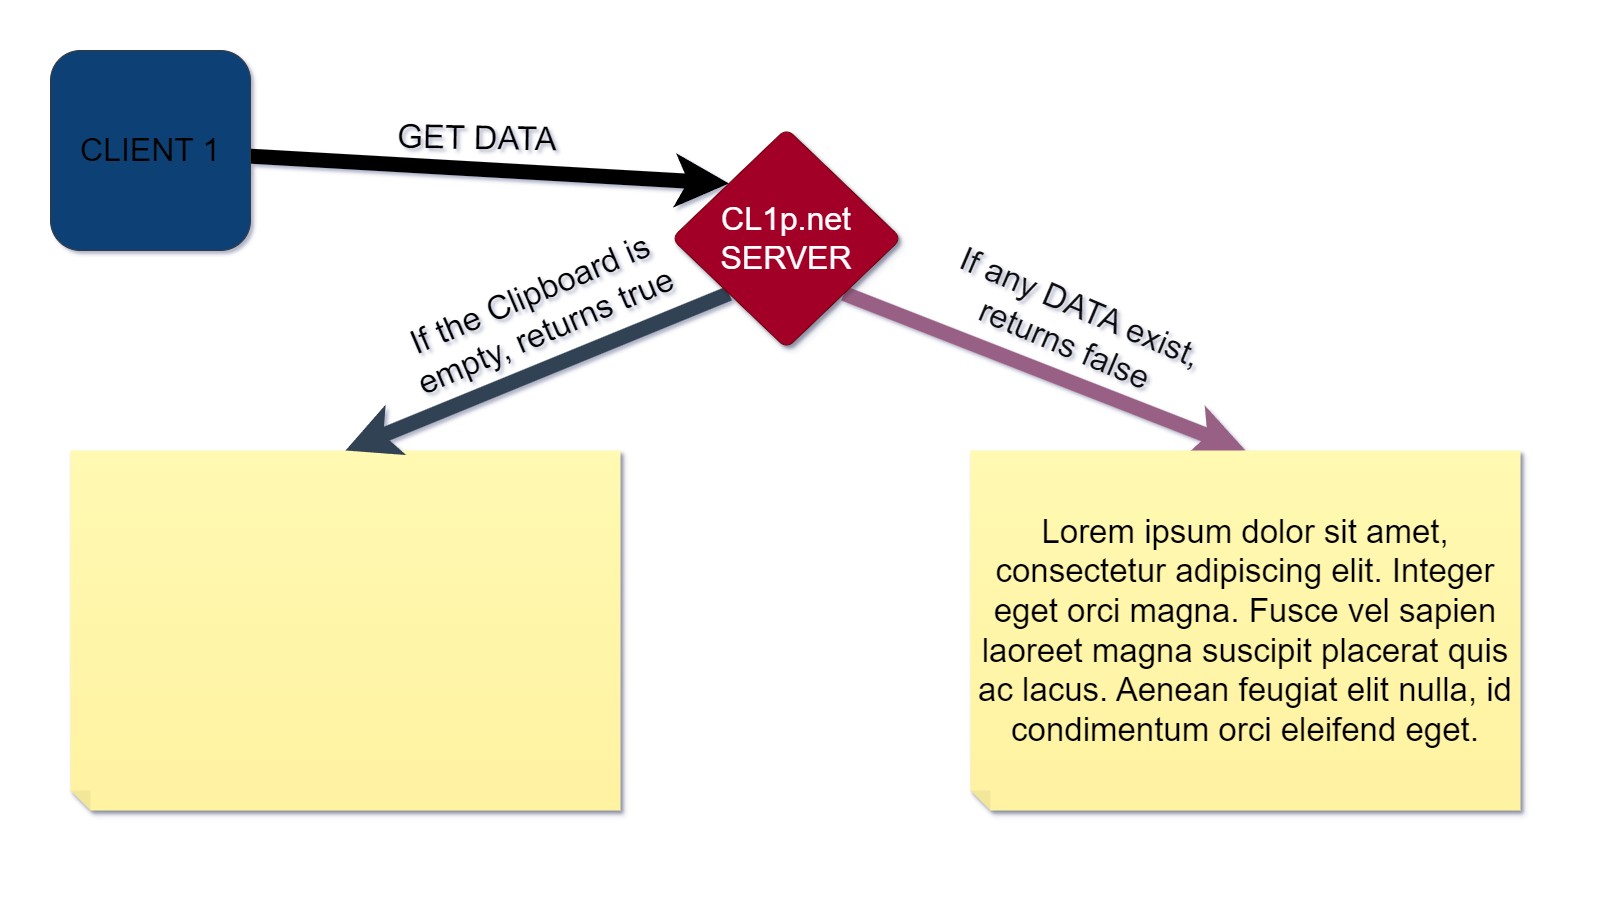 CLIENT 1
GET DATA
CL1p.net
SERVER
If the Clipboard is
empty, returns true
If any DATA exist,
returns false
Lorem ipsum dolor sit amet,
consectetur adipiscing elit. Integer
eget orci magna. Fusce vel sapien
laoreet magna suscipit placerat quis
ac lacus. Aenean feugiat elit nulla, id
condimentum orci eleifend eget.